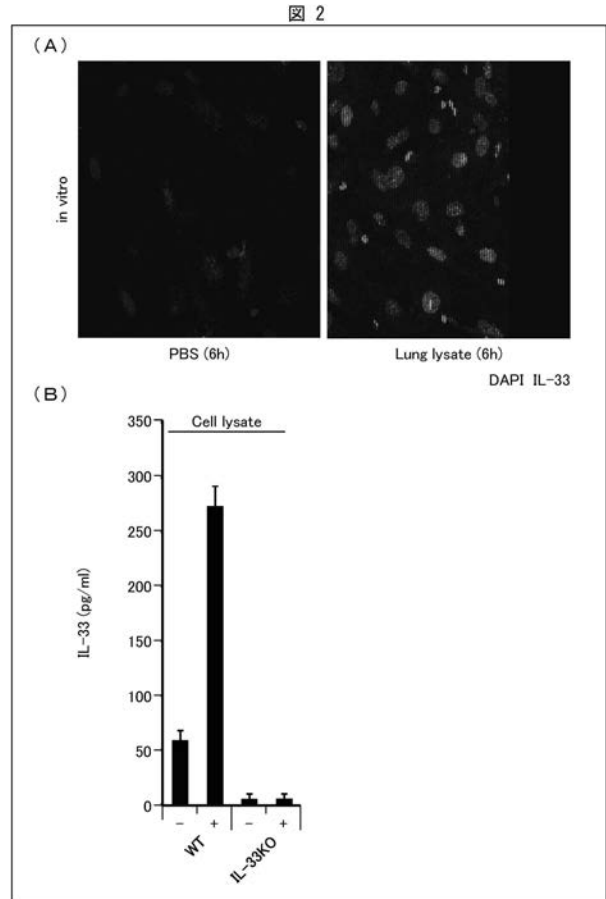 図 2
(A)
in vitro
PBS (6h)
Lung lysate (6h)
DAPI IL-33
(B)
Cell lysate
IL-33 (pg/ml)
350
300
250
200
150
100
50
0
− + − +
WT IL-33KO